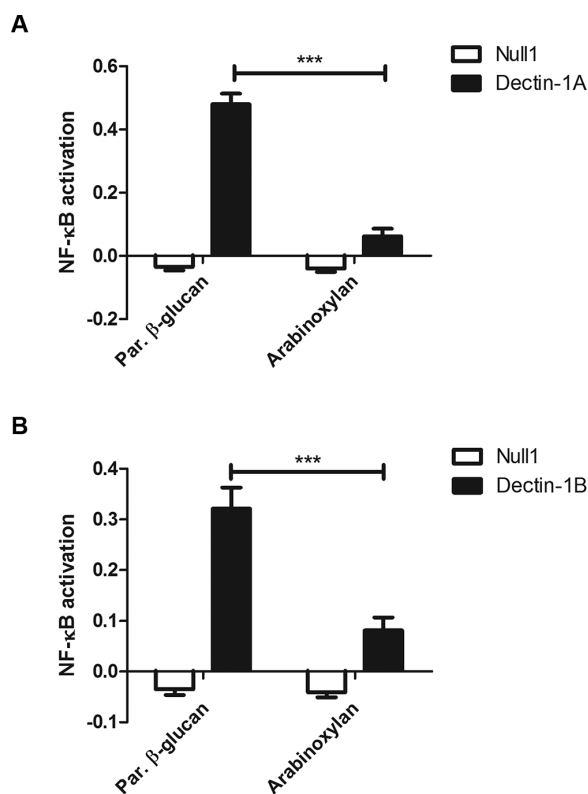 A
Null1
Dectin-1A
***
0.6
0.4
0.2
0.0
-0.2
NF-κB activation
Par. β-glucan
Arabinoxylan
B
Null1
Dectin-1B
***
0.4
0.3
0.2
0.1
0.0
-0.1
NF-κB activation
Par. β-glucan
Arabinoxylan